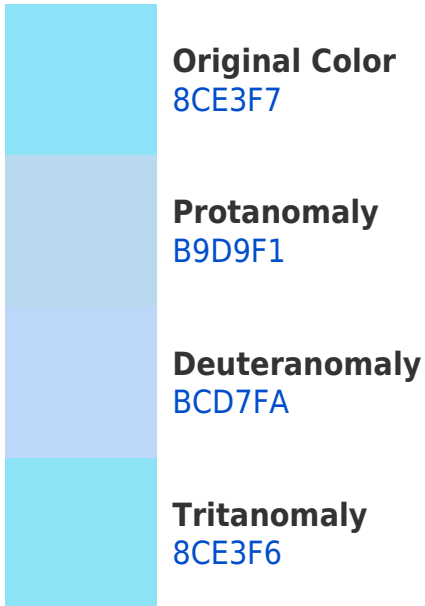 Original Color
8CE3F7
Protanomaly
B9D9F1
Deuteranomaly
BCD7FA
Tritanomaly
8CE3F6